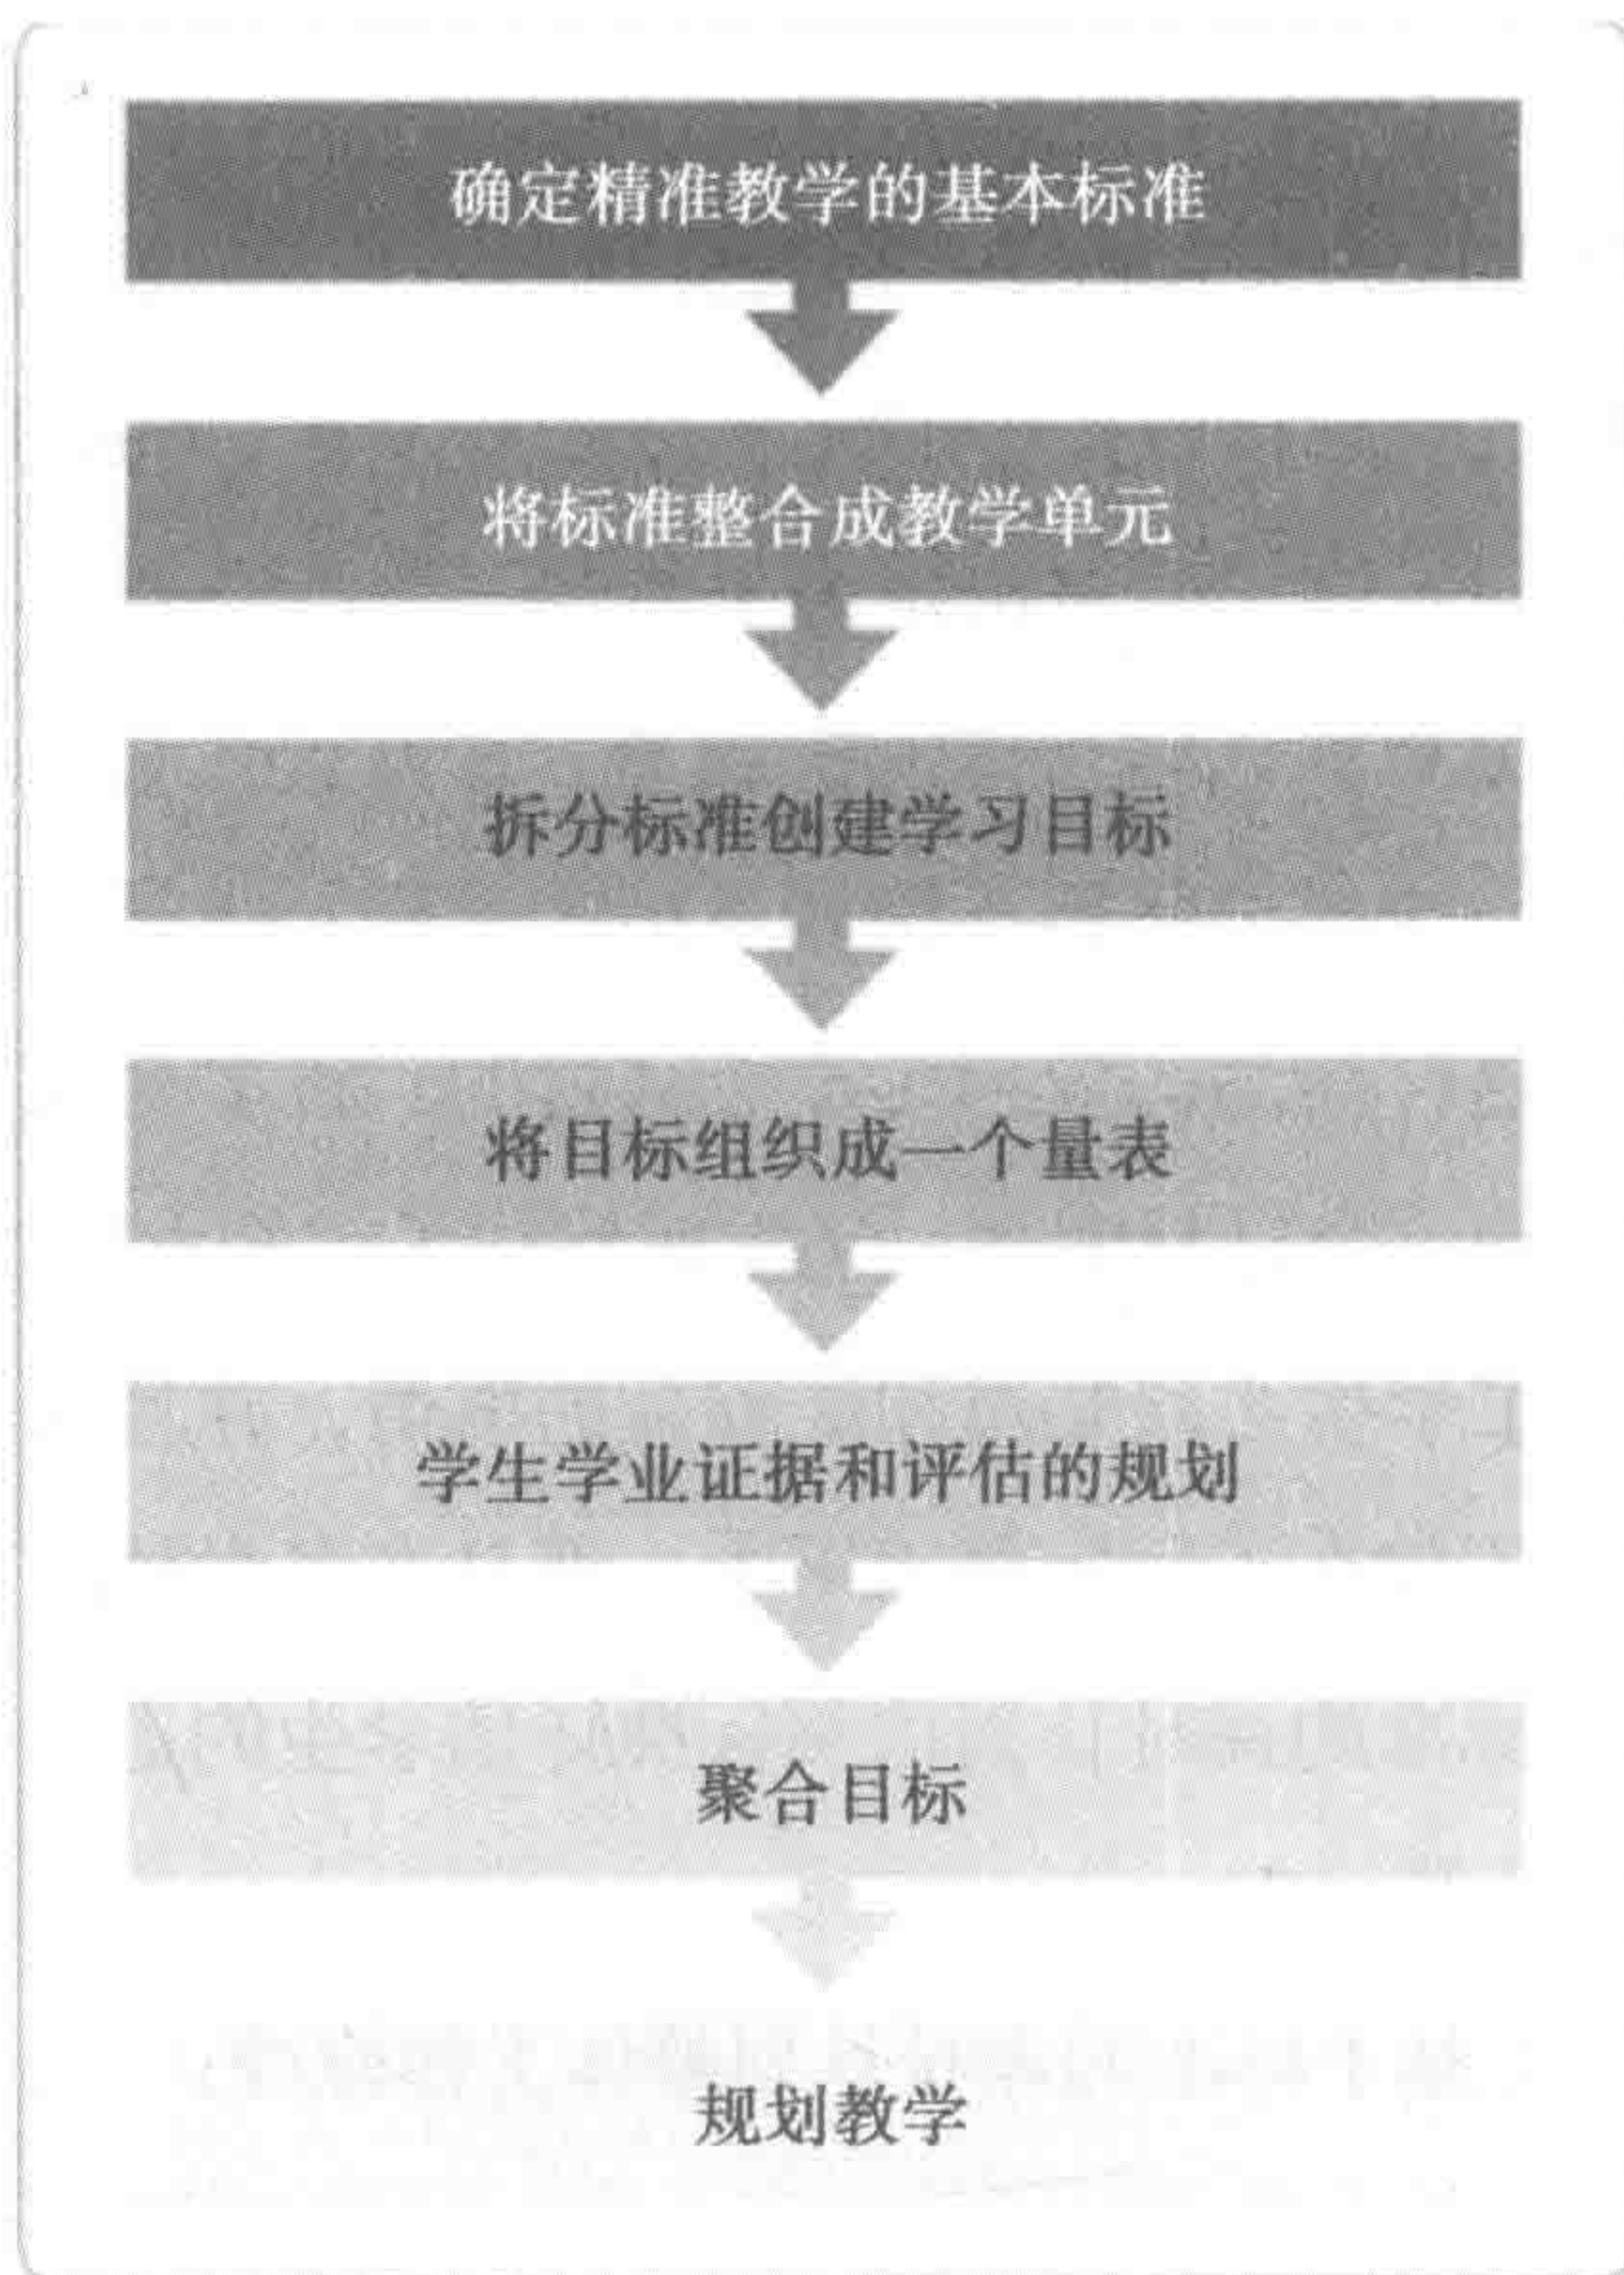 确定精准教学的基本标准
将标准整合成教学单元
拆分标准创建学习目标
将目标组织成一个量表
学生学业证据和评估的规划
聚合目标
规划教学